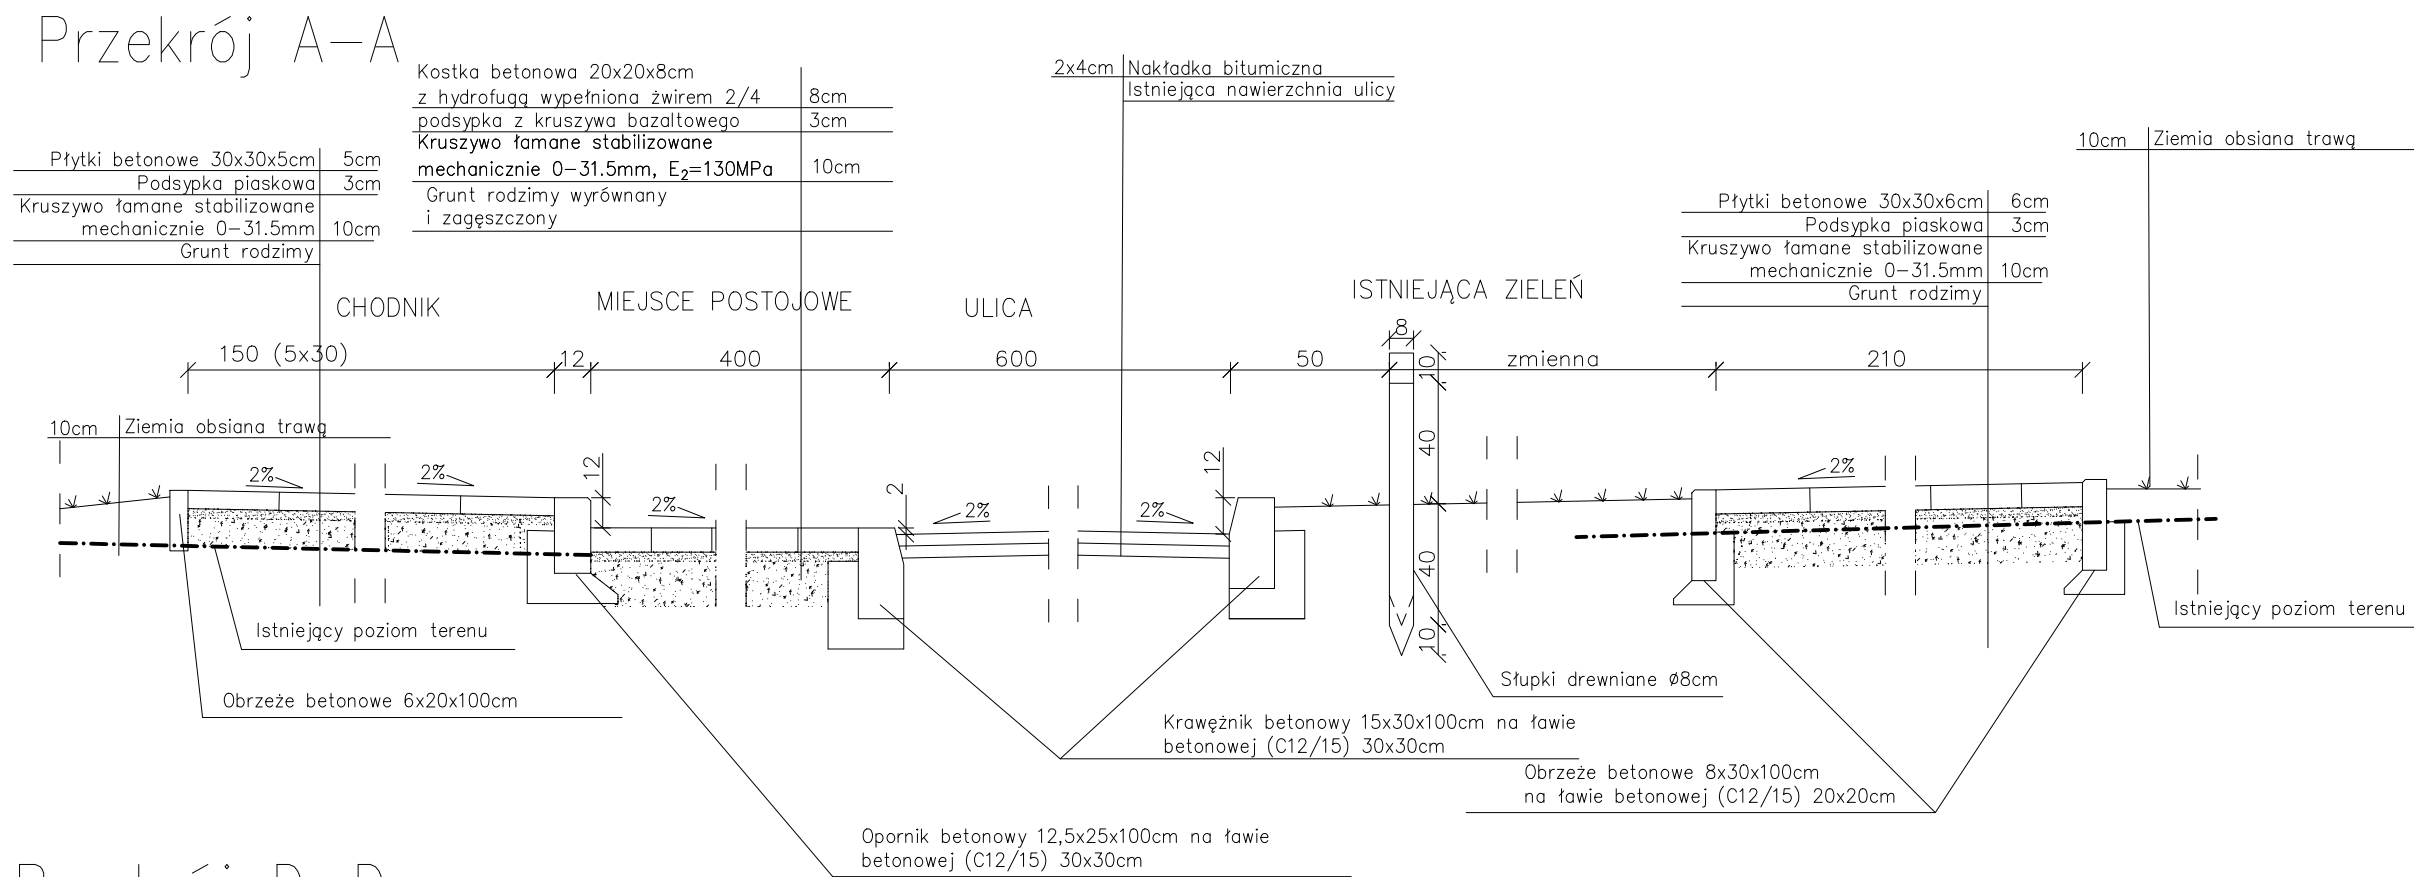 Przekrój A-A
Kostka betonowa 20x20x8cm
z hydrofugą wypełniona żwirem 2/4 8cm
podsypka z kruszywa bazaltowego 3cm
Kruszywo łamane stabilizowane
mechanicznie 0-31.5mm, E₂=130MPa 10cm
Grunt rodzimy wyrównany
i zagęszczony
2x4cm Nakładka bitumiczna
Istniejąca nawierzchnia ulicy
10cm Ziemia obsiana trawą
Płytki betonowe 30x30x5cm 5cm
Podsypka piaskowa 3cm
Kruszywo łamane stabilizowane
mechanicznie 0-31.5mm 10cm
Grunt rodzimy
Płytki betonowe 30x30x6cm 6cm
Podsypka piaskowa 3cm
Kruszywo łamane stabilizowane
mechanicznie 0-31.5mm 10cm
Grunt rodzimy
CHODNIK
MIEJSCE POSTOJOWE
ULICA
ISTNIEJĄCA ZIELEŃ
150 (5x30)
12
400
600
50
8
zmienna
210
10
40
40
10
10cm Ziemia obsiana trawą
2%
2%
12
2%
2
2%
2%
12
2%
Istniejący poziom terenu
Istniejący poziom terenu
Obrzeże betonowe 6x20x100cm
Słupki drewniane ø8cm
Krawężnik betonowy 15x30x100cm na ławie
betonowej (C12/15) 30x30cm
Obrzeże betonowe 8x30x100cm
na ławie betonowej (C12/15) 20x20cm
Opornik betonowy 12,5x25x100cm na ławie
betonowej (C12/15) 30x30cm